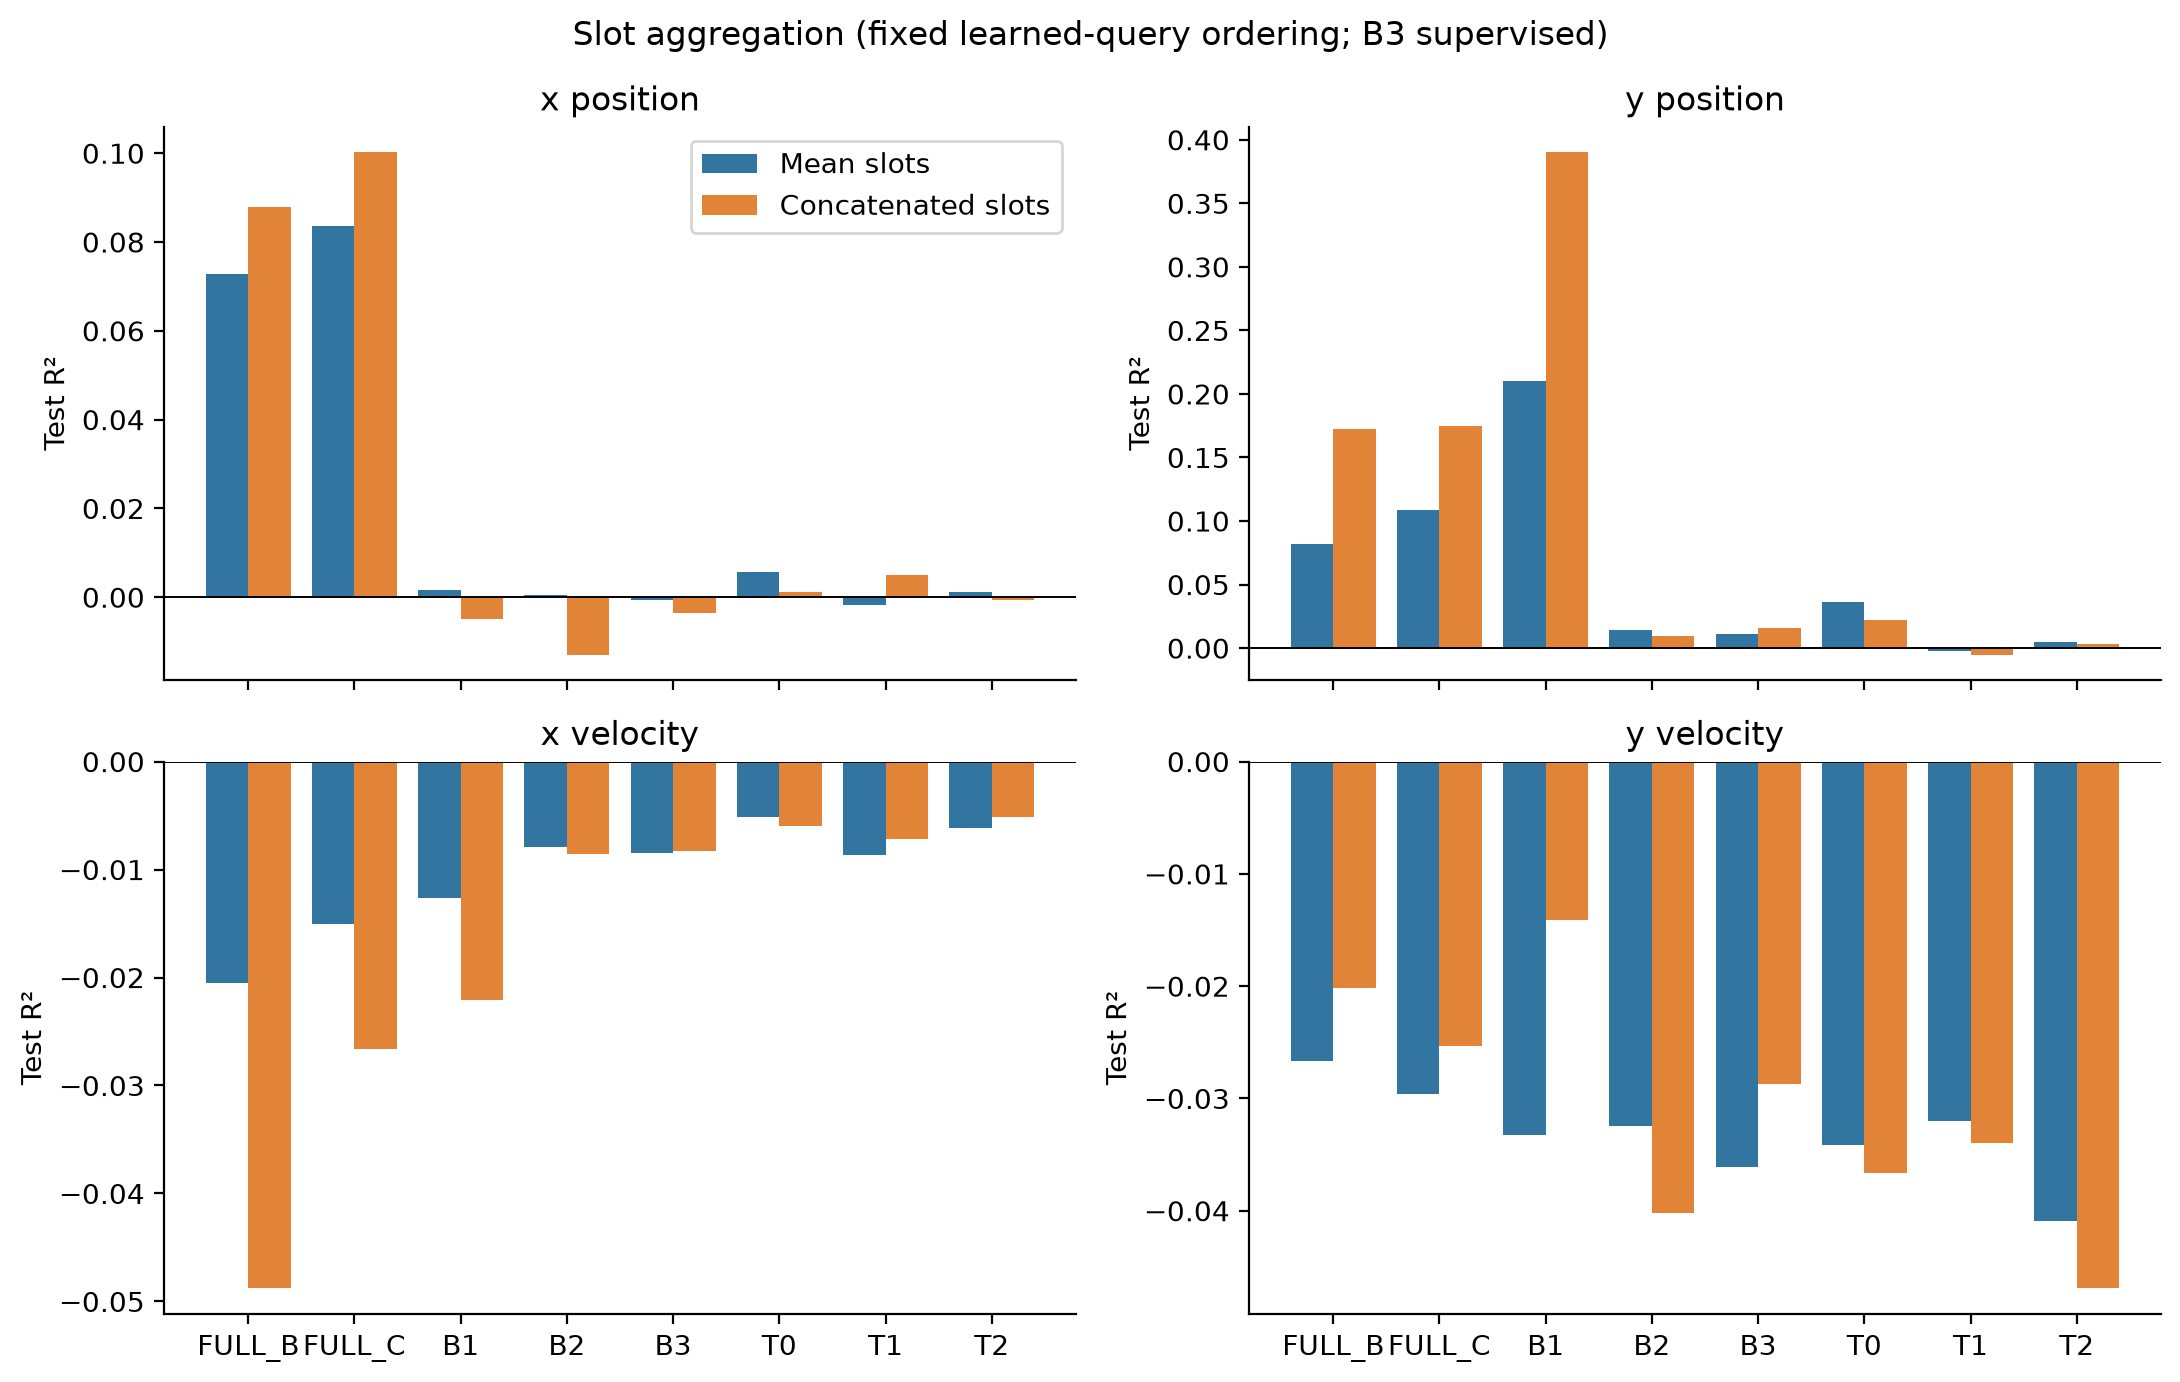 Slot aggregation (fixed learned-query ordering; B3 supervised)
x position
Test R²
0.10
0.08
0.06
0.04
0.02
0.00
Mean slots
Concatenated slots
y position
Test R²
0.40
0.35
0.30
0.25
0.20
0.15
0.10
0.05
0.00
x velocity
Test R²
0.00
−0.01
−0.02
−0.03
−0.04
−0.05
FULL_B FULL_C B1 B2 B3 T0 T1 T2
y velocity
Test R²
0.00
−0.01
−0.02
−0.03
−0.04
FULL_B FULL_C B1 B2 B3 T0 T1 T2